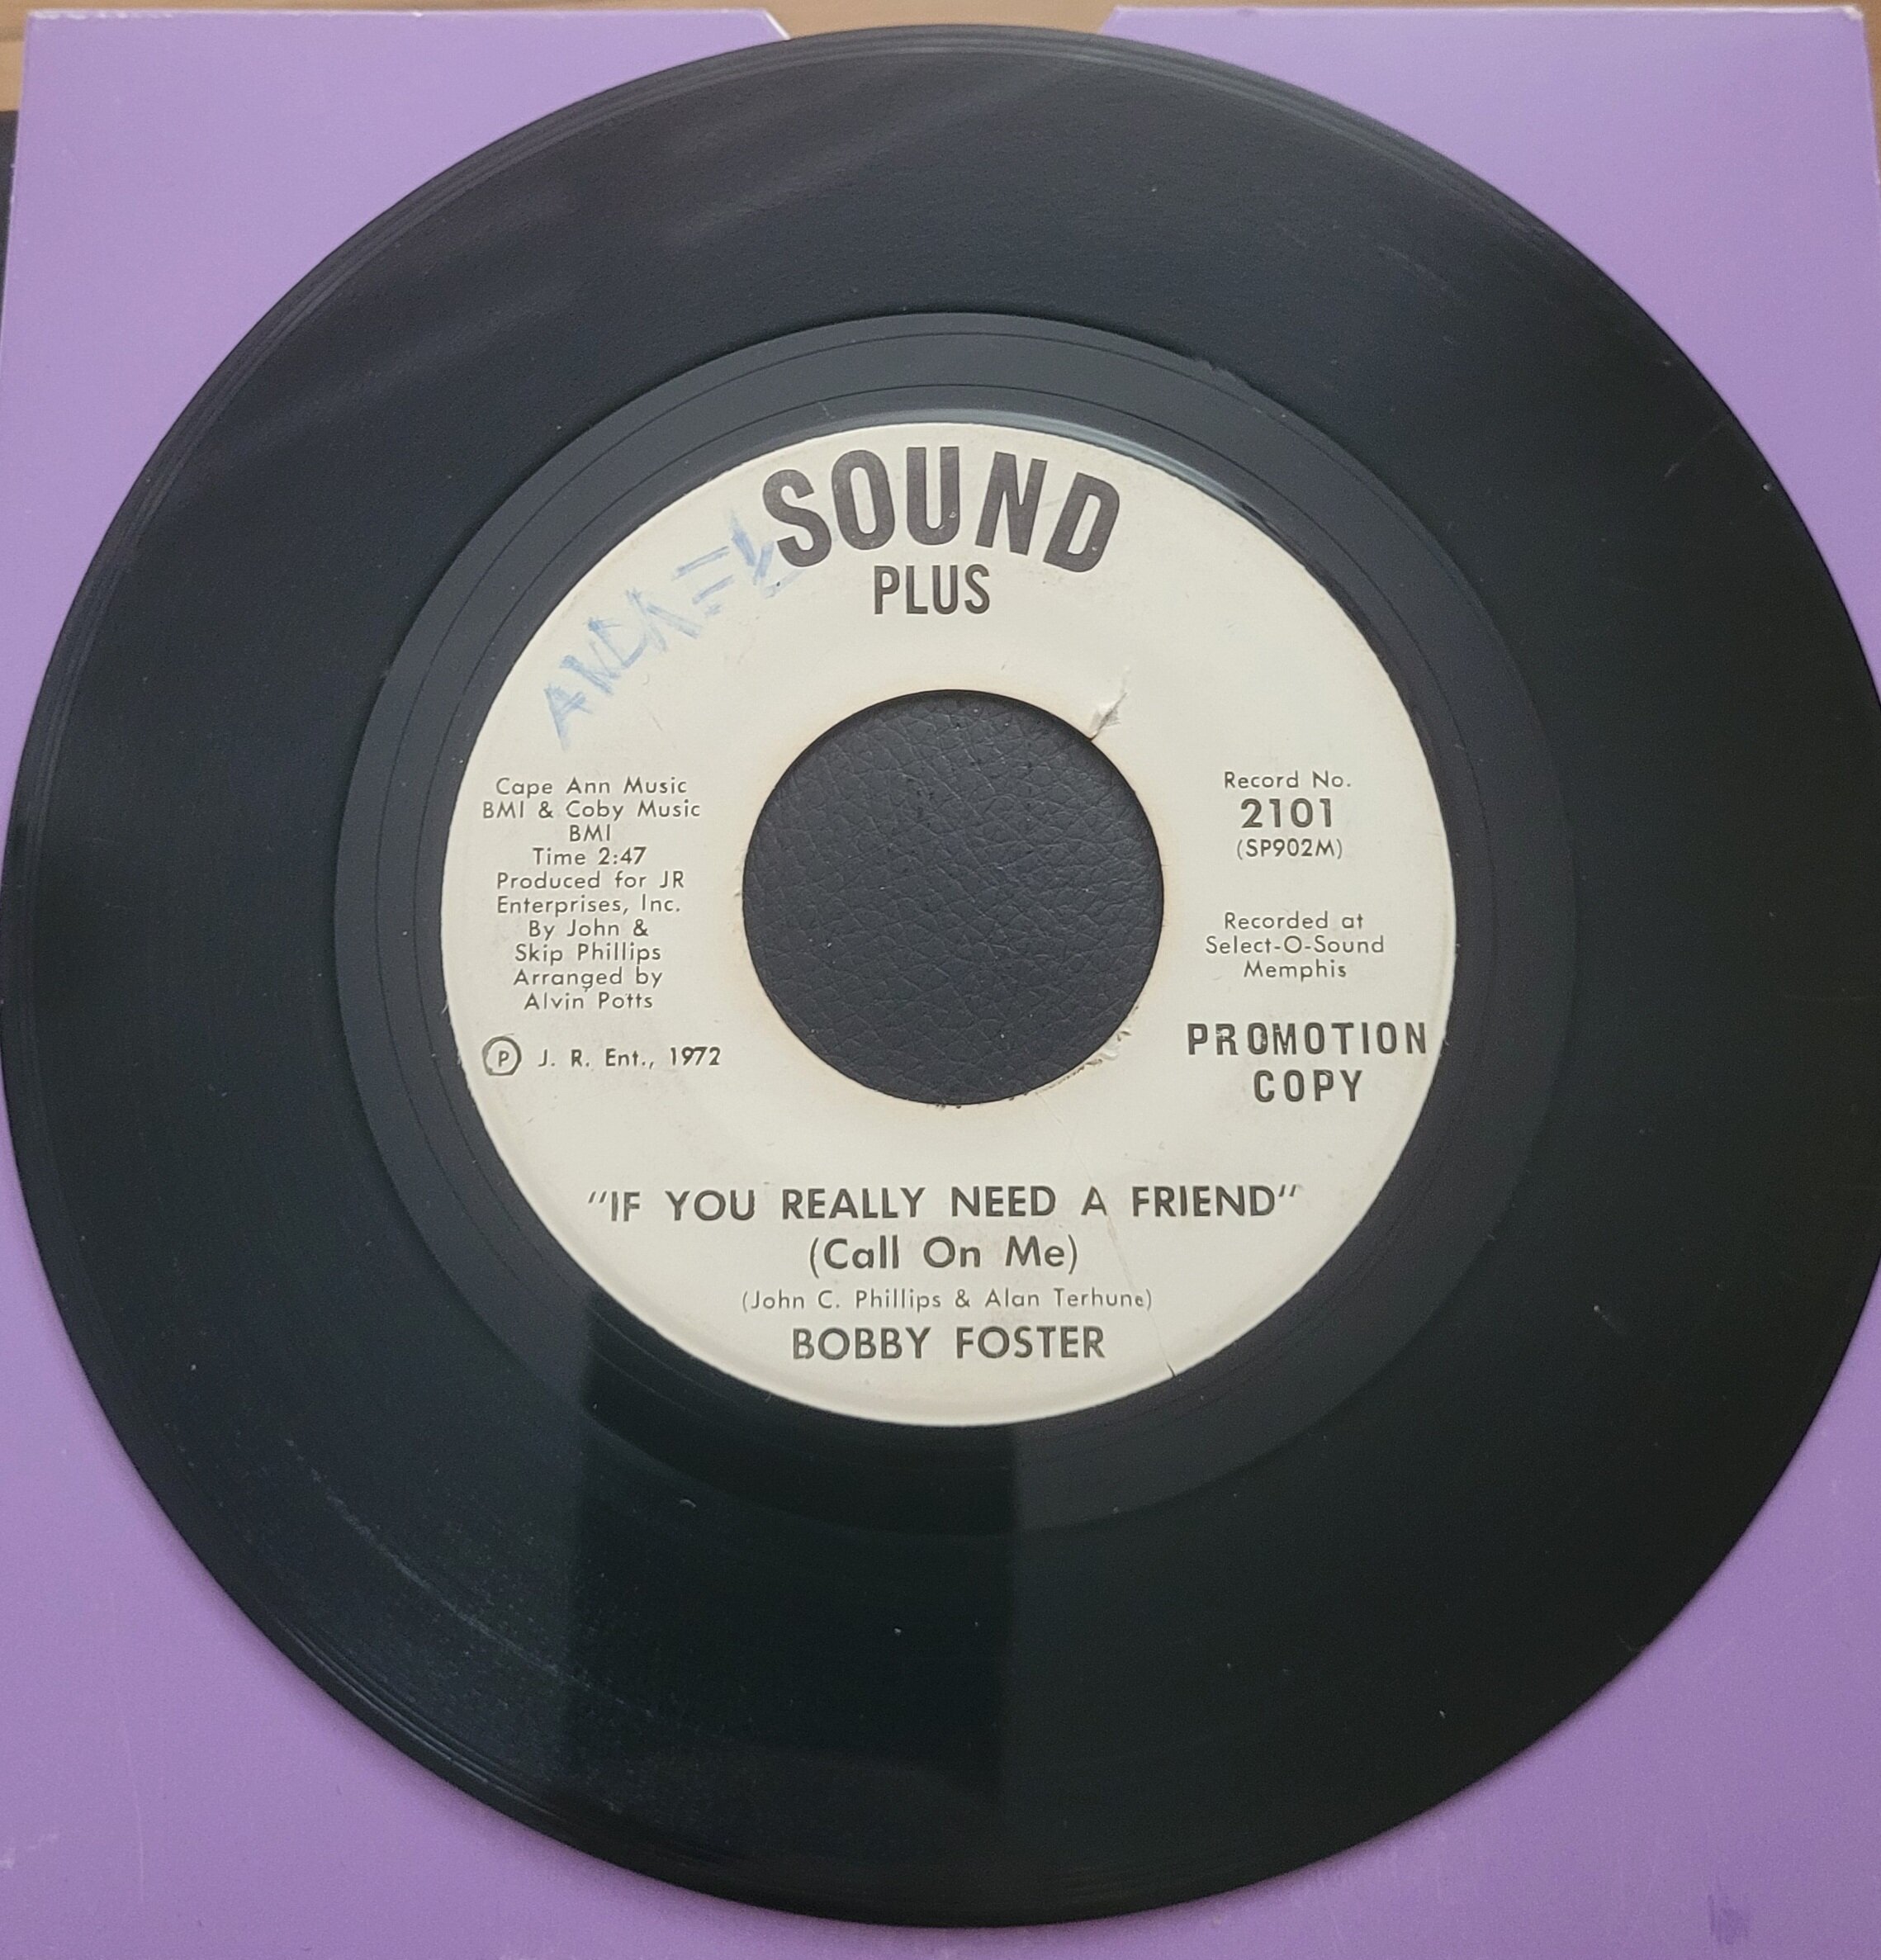 SOUND
PLUS
Cape Ann Music
BMI & Coby Music
BMI
Time 2:47
Produced for JR
Enterprises, Inc.
By John &
Skip Phillips
Arranged by
Alvin Potts
Ⓟ J. R. Ent., 1972
Record No.
2101
(SP902M)
Recorded at
Select-O-Sound
Memphis
PROMOTION
COPY
"IF YOU REALLY NEED A FRIEND"
(Call On Me)
(John C. Phillips & Alan Terhune)
BOBBY FOSTER